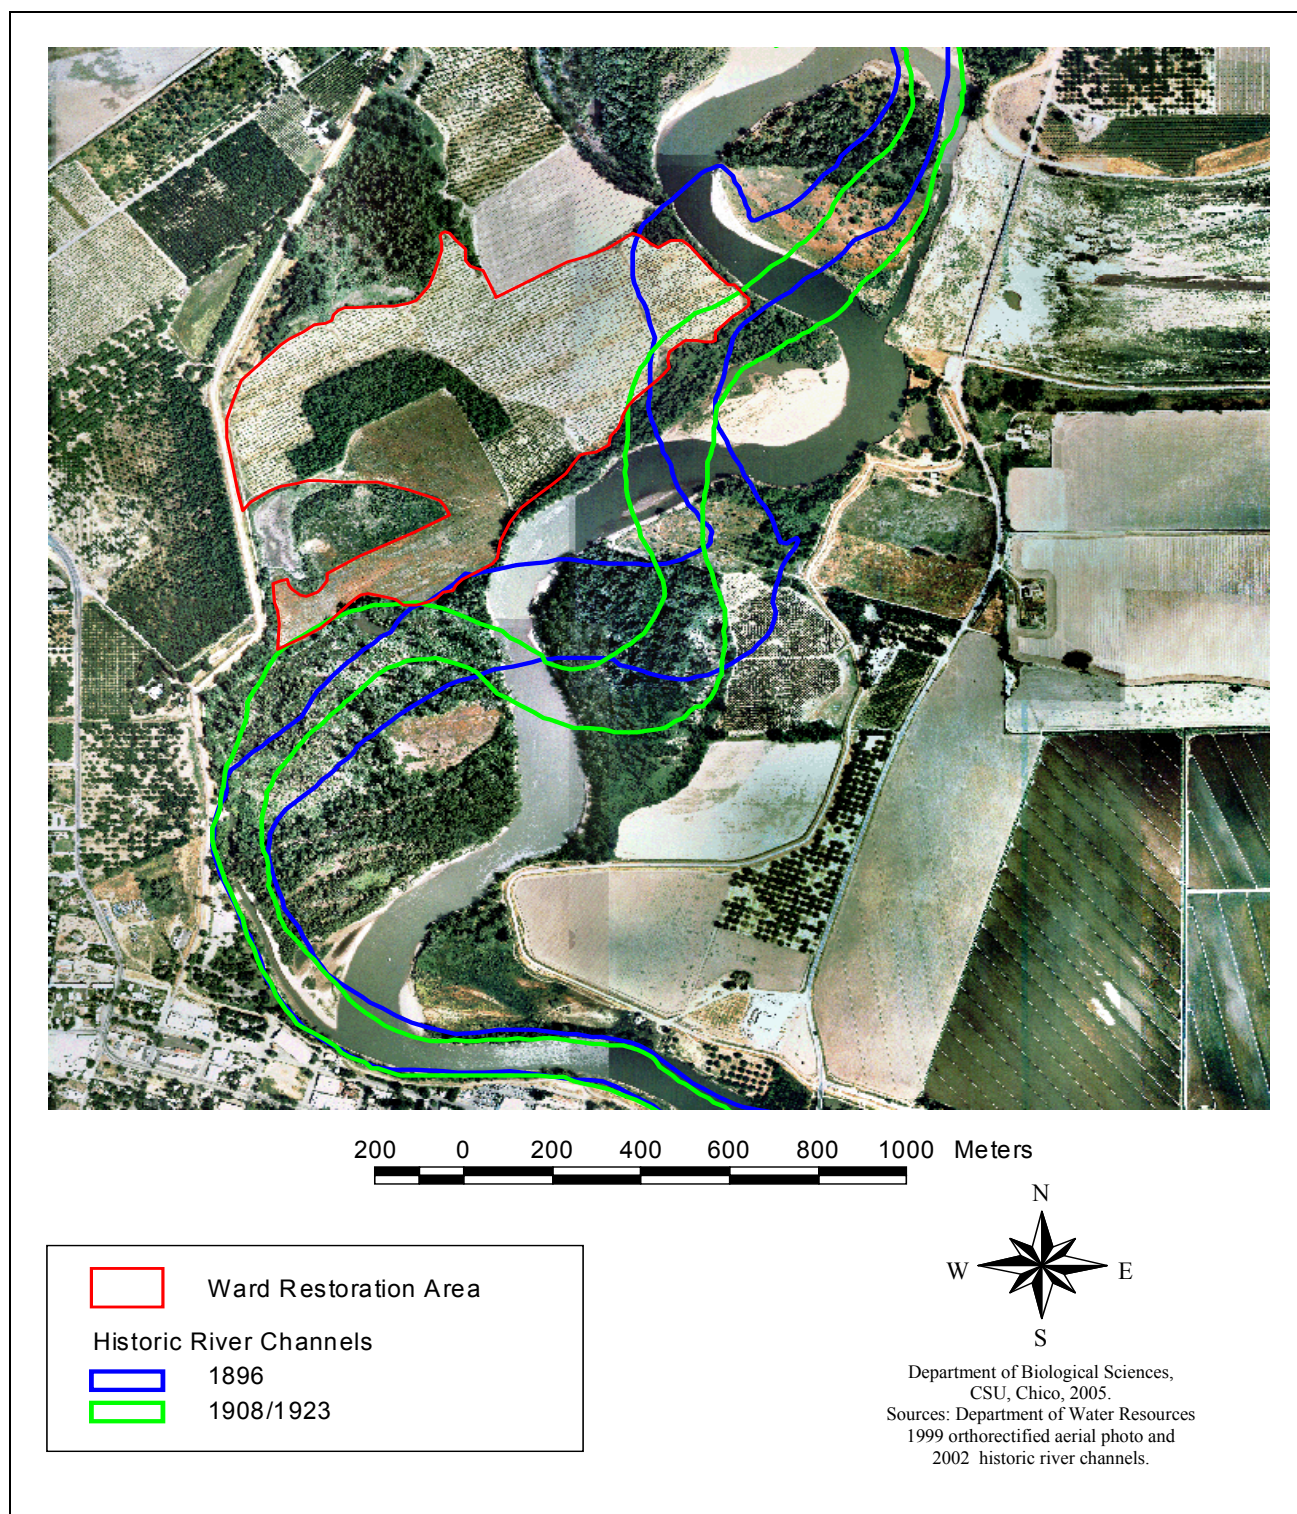 200 0 200 400 600 800 1000 Meters
N
W E
S
Ward Restoration Area
Historic River Channels
1896
1908/1923
Department of Biological Sciences,
CSU, Chico, 2005.
Sources: Department of Water Resources
1999 orthorectified aerial photo and
2002 historic river channels.